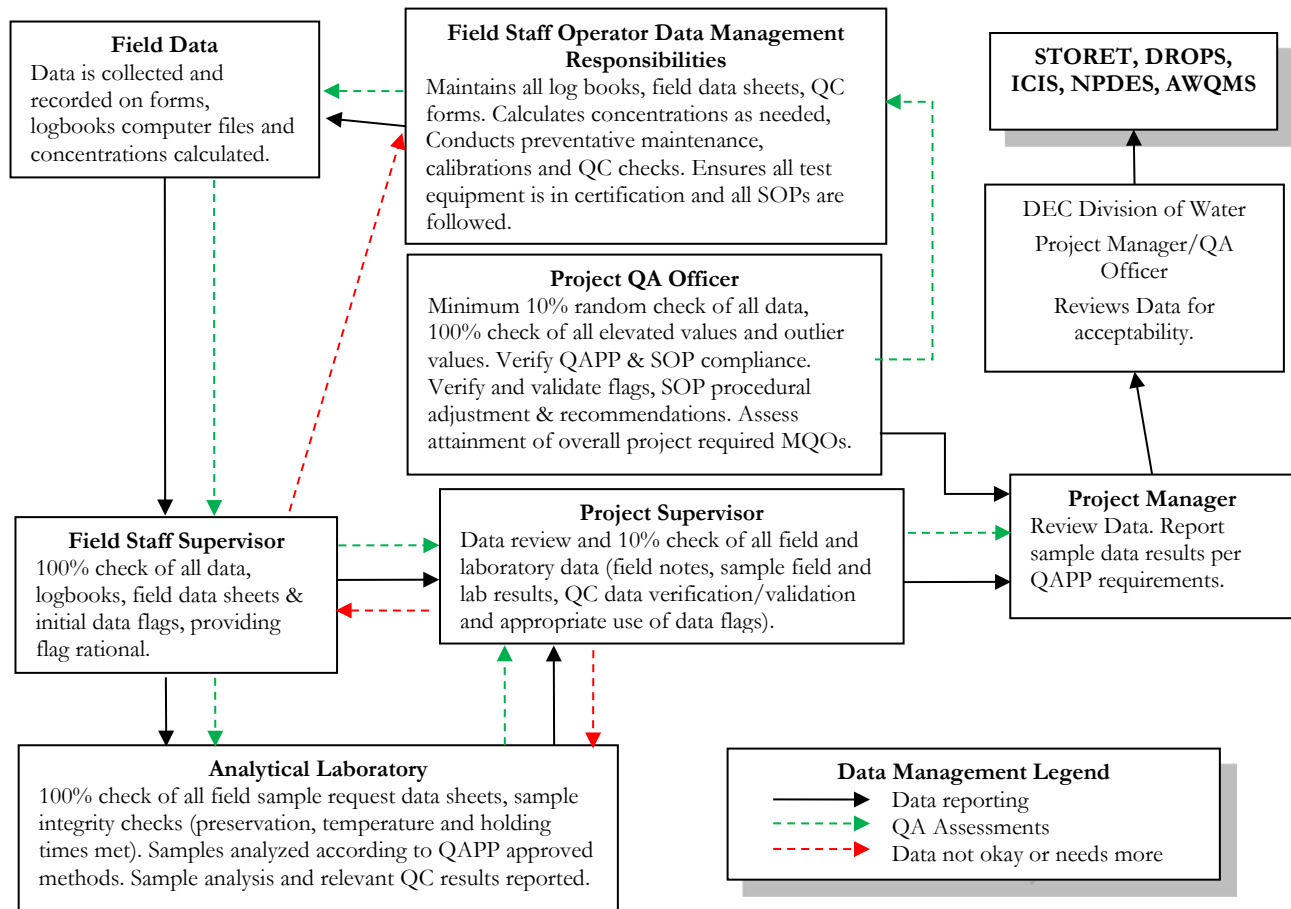 Field Data
Data is collected and
recorded on forms,
logbooks computer files and
concentrations calculated.
Field Staff Operator Data Management
Responsibilities
Maintains all log books, field data sheets, QC
forms. Calculates concentrations as needed,
Conducts preventative maintenance,
calibrations and QC checks. Ensures all test
equipment is in certification and all SOPs are
followed.
STORET, DROPS,
ICIS, NPDES, AWQMS
DEC Division of Water
Project Manager/QA
Officer
Reviews Data for
acceptability.
Project QA Officer
Minimum 10% random check of all data,
100% check of all elevated values and outlier
values. Verify QAPP & SOP compliance.
Verify and validate flags, SOP procedural
adjustment & recommendations. Assess
attainment of overall project required MQOs.
Field Staff Supervisor
100% check of all data,
logbooks, field data sheets &
initial data flags, providing
flag rational.
Project Supervisor
Data review and 10% check of all field and
laboratory data (field notes, sample field and
lab results, QC data verification/validation
and appropriate use of data flags).
Project Manager
Review Data. Report
sample data results per
QAPP requirements.
Analytical Laboratory
100% check of all field sample request data sheets, sample
integrity checks (preservation, temperature and holding
times met). Samples analyzed according to QAPP approved
methods. Sample analysis and relevant QC results reported.
Data Management Legend
Data reporting
QA Assessments
Data not okay or needs more